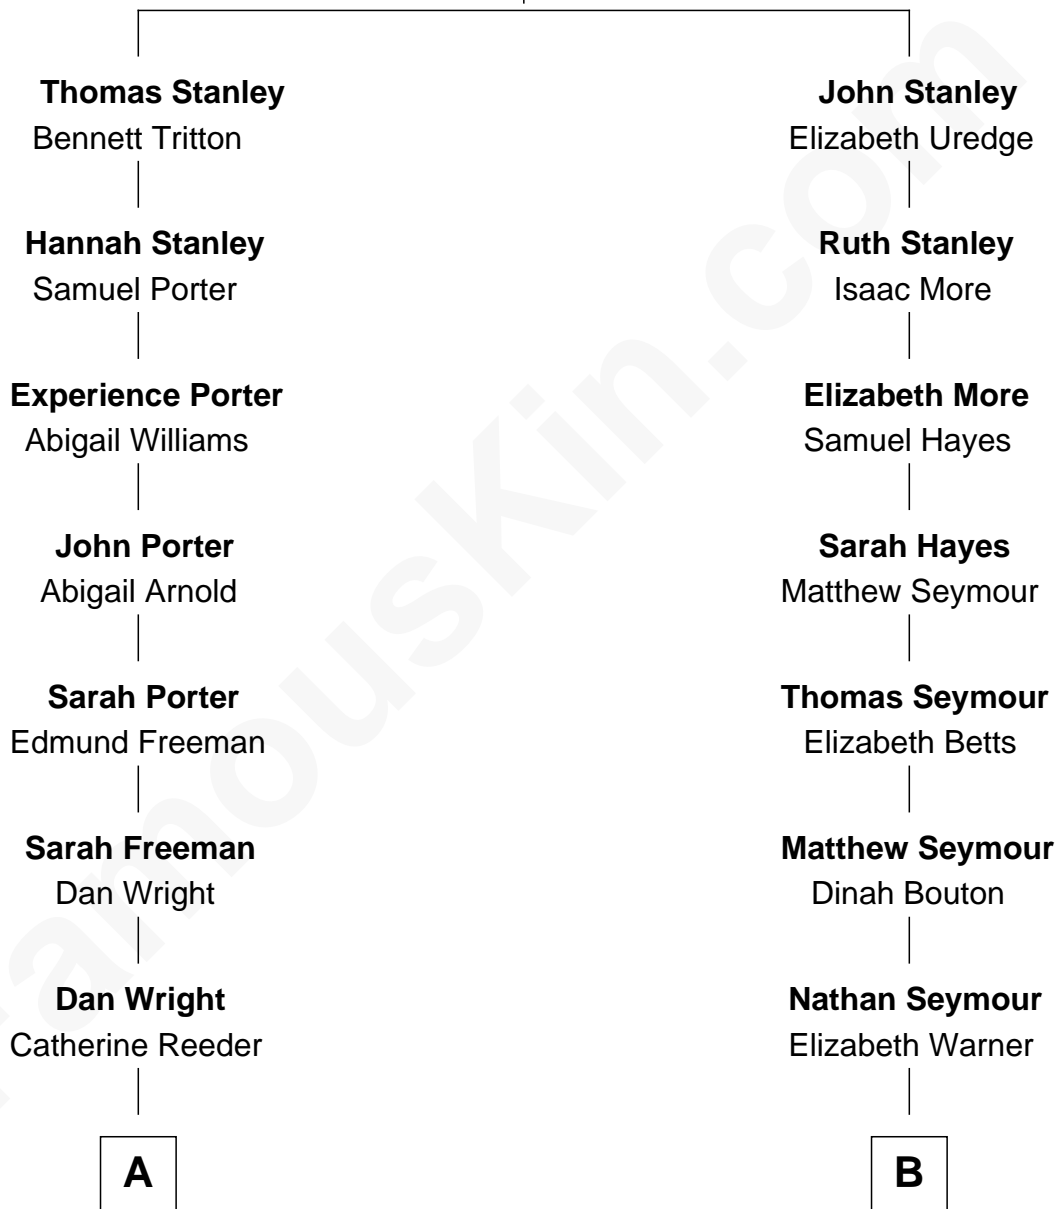 Thomas Stanley
Bennett Tritton
Hannah Stanley
Samuel Porter
Experience Porter
Abigail Williams
John Porter
Abigail Arnold
Sarah Porter
Edmund Freeman
Sarah Freeman
Dan Wright
Dan Wright
Catherine Reeder
A
John Stanley
Elizabeth Uredge
Ruth Stanley
Isaac More
Elizabeth More
Samuel Hayes
Sarah Hayes
Matthew Seymour
Thomas Seymour
Elizabeth Betts
Matthew Seymour
Dinah Bouton
Nathan Seymour
Elizabeth Warner
B
FamousKin.com